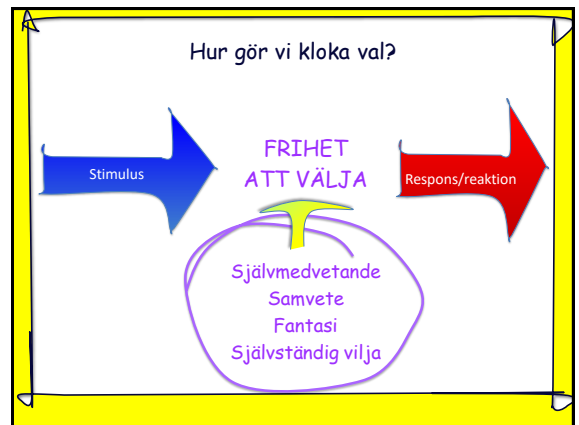 Hur gör vi kloka val?
Stimulus
FRIHET
ATT VÄLJA
Respons/reaktion
Självmedvetande
Samvete
Fantasi
Självständig vilja